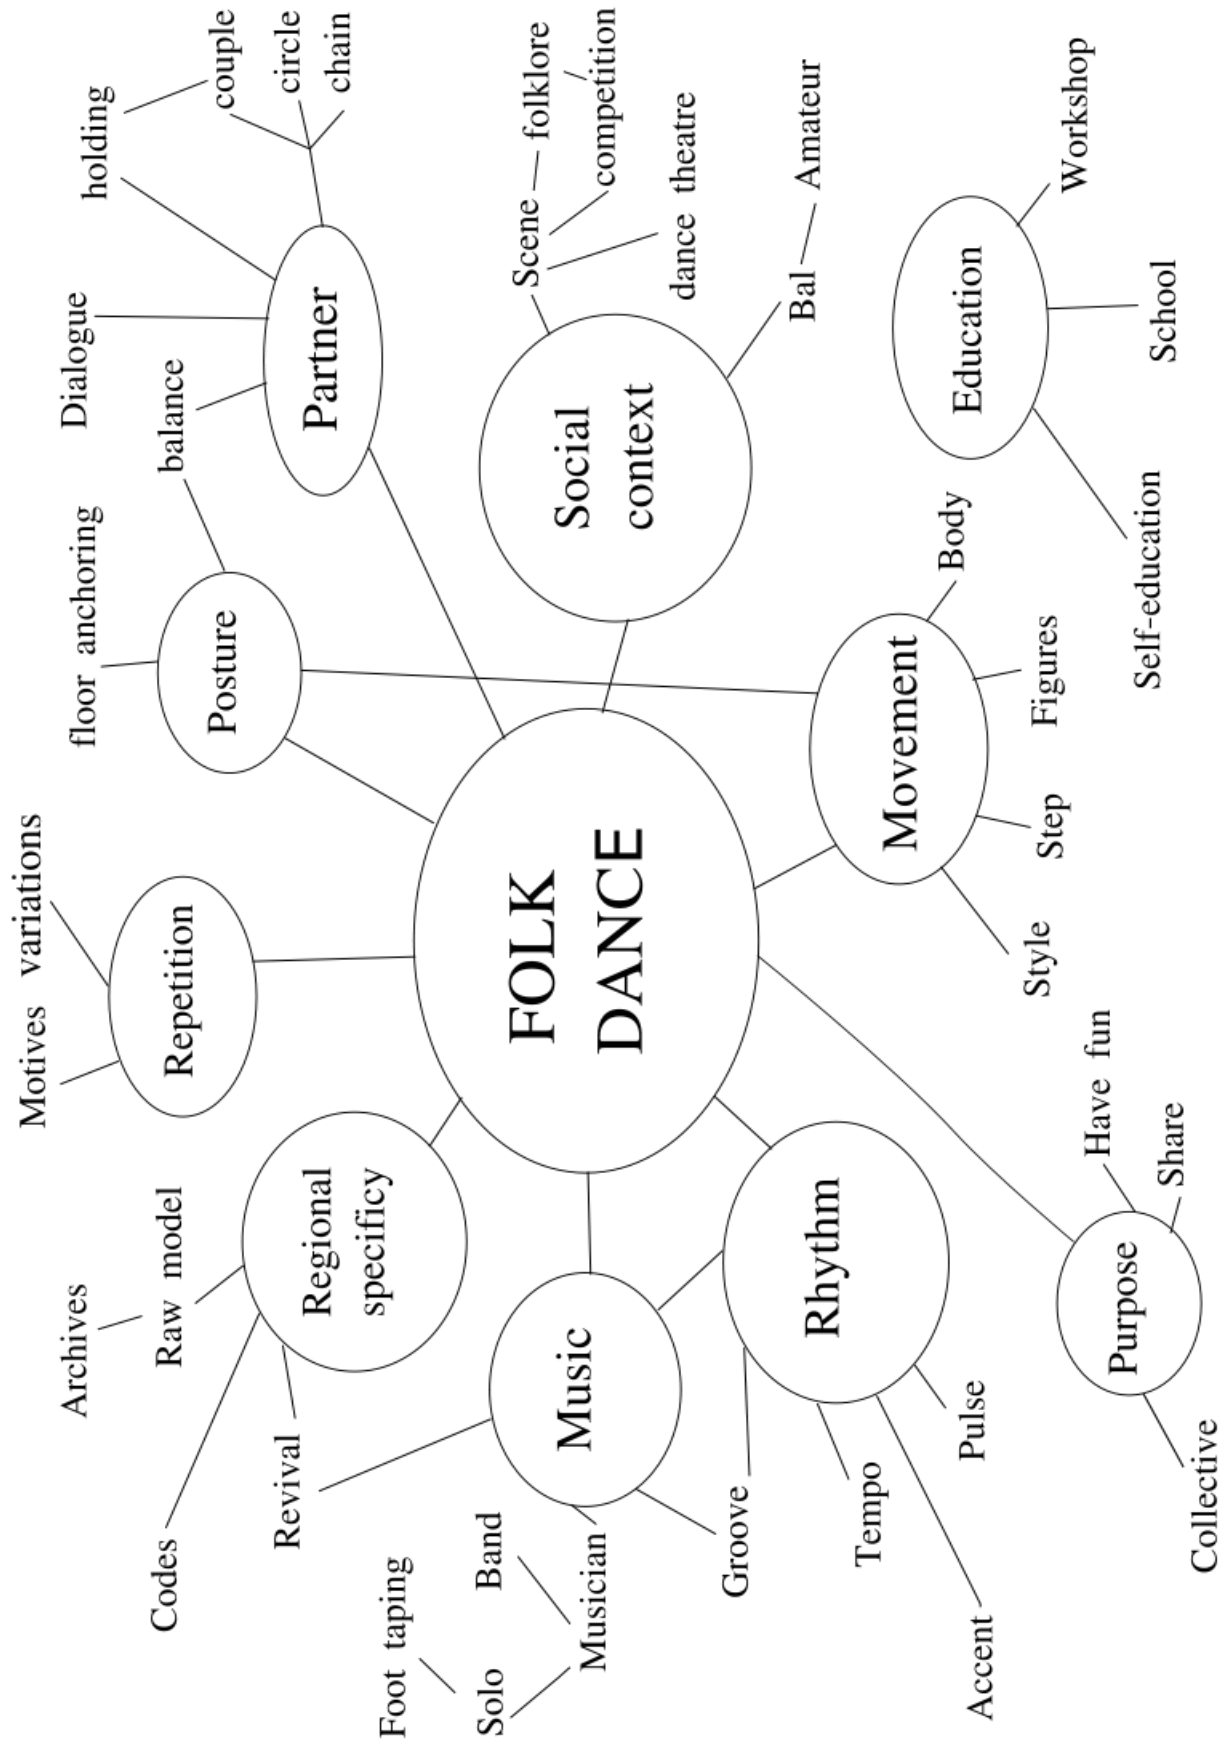 Archives
Raw model
Codes
Revival
Regional
specificy
Motives
variations
Repetition
floor anchoring
balance
Posture
Dialogue
holding
couple
circle
chain
Partner
Foot taping
Solo
Band
Musician
Music
FOLK
DANCE
Social
context
Scene
folklore
competition
dance theatre
Bal
Amateur
Groove
Tempo
Accent
Pulse
Rhythm
Movement
Style
Step
Figures
Body
Education
Self-education
School
Workshop
Purpose
Have fun
Share
Collective